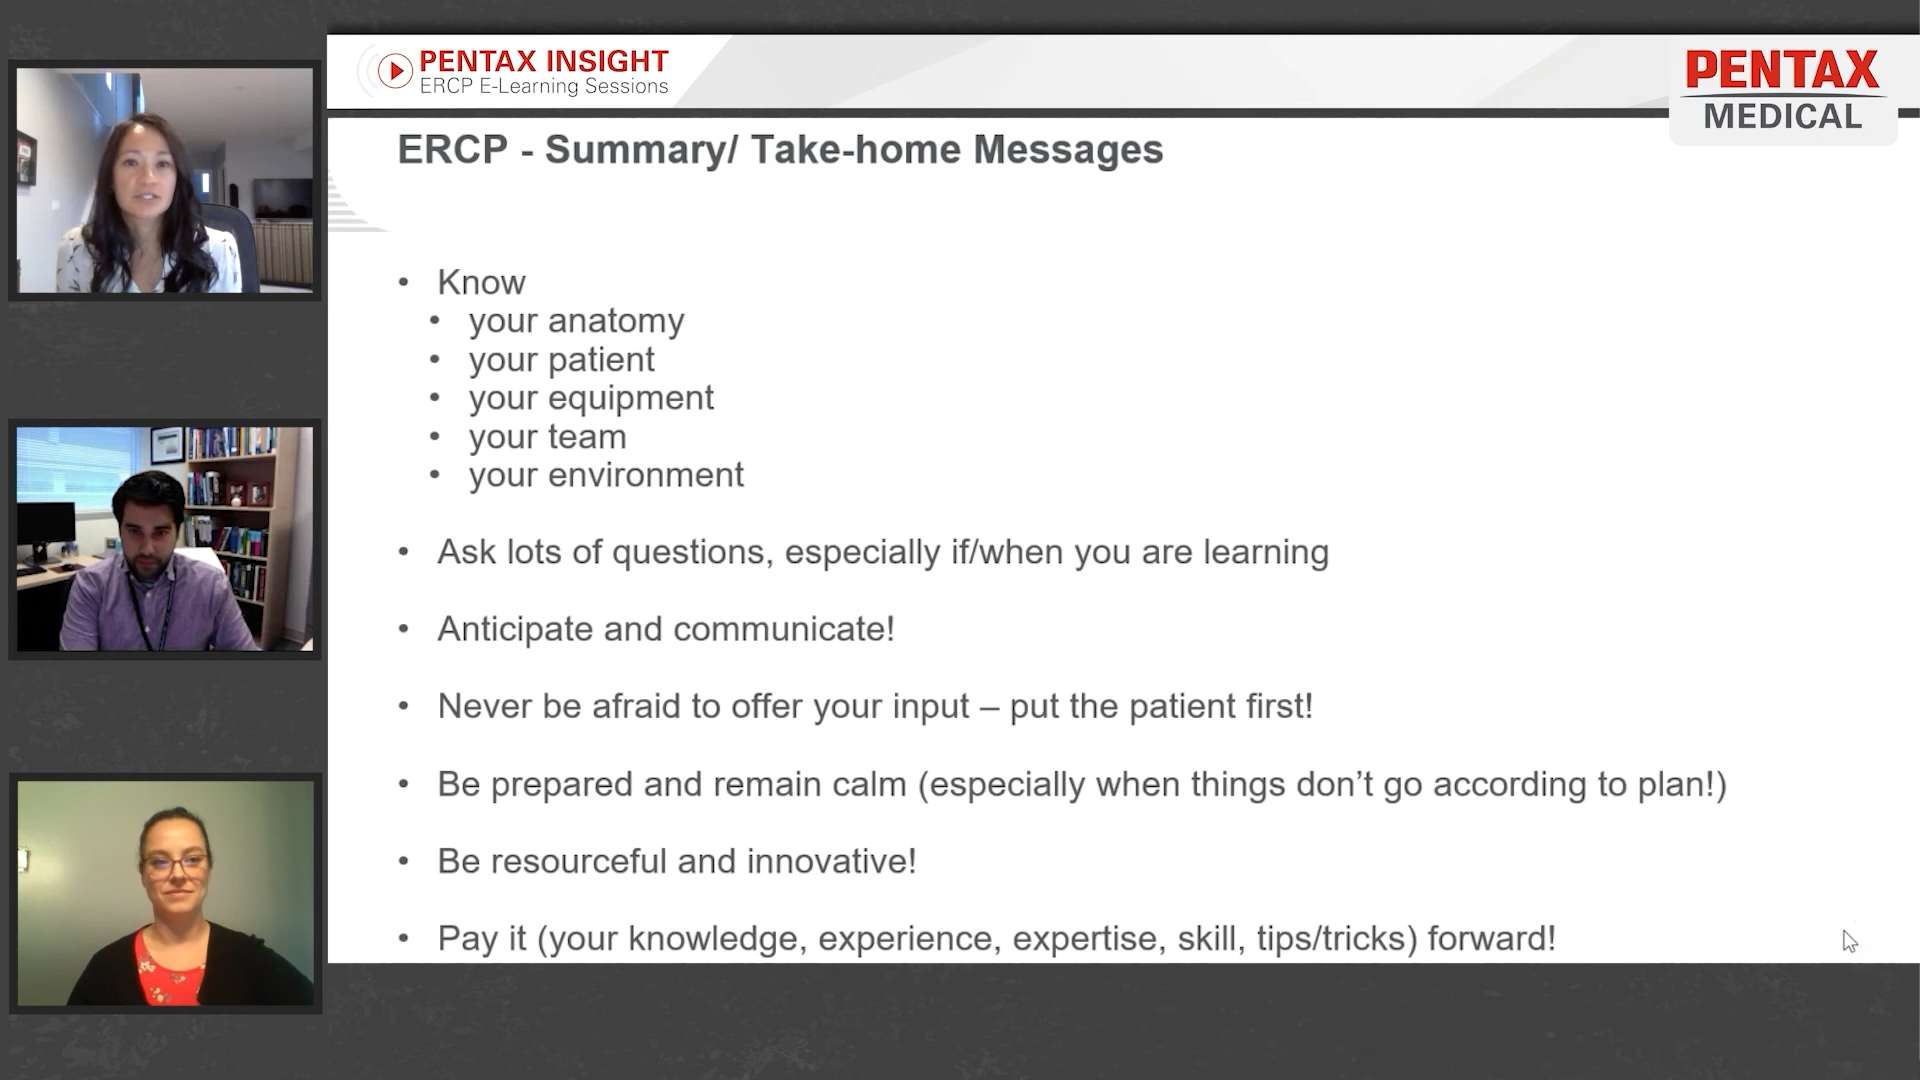 PENTAX INSIGHT
ERCP E-Learning Sessions
PENTAX
MEDICAL
ERCP - Summary/ Take-home Messages
• Know
• your anatomy
• your patient
• your equipment
• your team
• your environment
• Ask lots of questions, especially if/when you are learning
• Anticipate and communicate!
• Never be afraid to offer your input – put the patient first!
• Be prepared and remain calm (especially when things don’t go according to plan!)
• Be resourceful and innovative!
• Pay it (your knowledge, experience, expertise, skill, tips/tricks) forward!